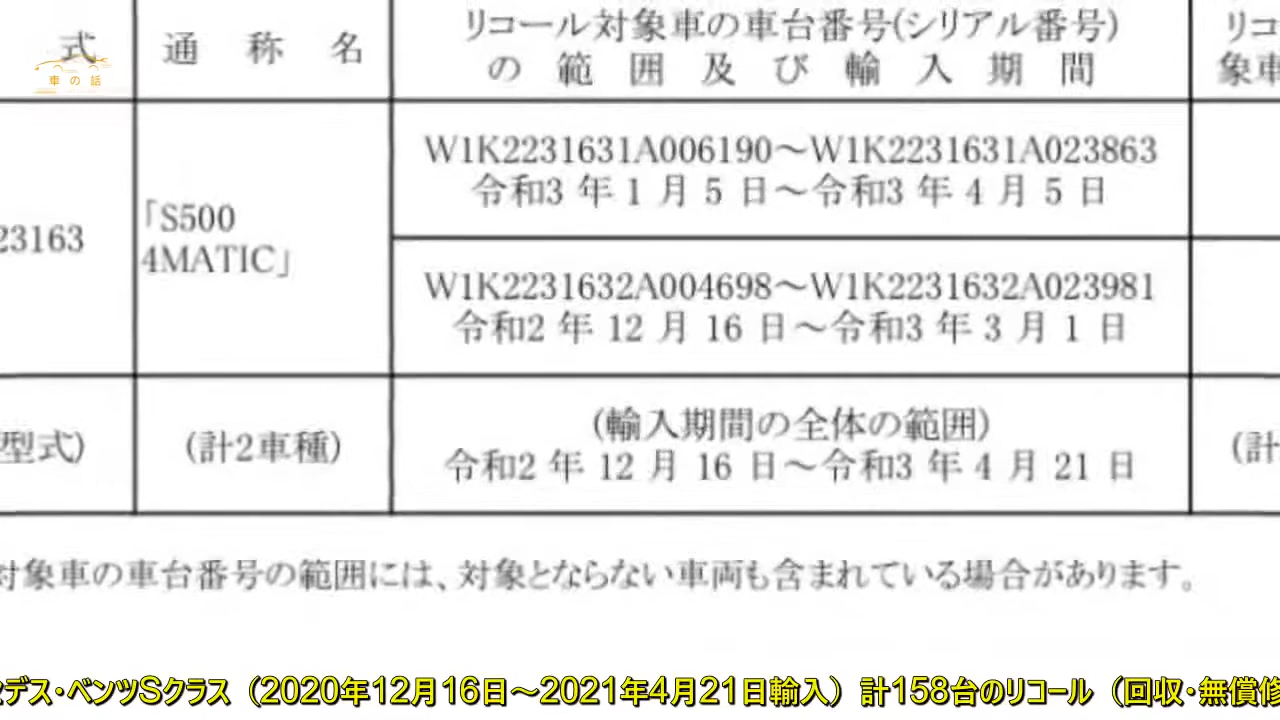 式
通 称 名
リコール対象車の車台番号(シリアル番号)
の 範 囲 及 び 輸 入 期 間
リコ
象車
車の話
23163
「S500
4MATIC」
W1K2231631A006190～W1K2231631A023863
令和3 年 1 月 5 日～令和3 年 4 月 5 日
W1K2231632A004698～W1K2231632A023981
令和2 年 12 月 16 日～令和3 年 3 月 1 日
型式)
(計2車種)
(輸入期間の全体の範囲)
令和2 年 12 月 16 日～令和3 年 4 月 21 日
(計
対象車の車台番号の範囲には、対象とならない車両も含まれている場合があります。
セデス・ベンツSクラス（2020年12月16日～2021年4月21日輸入）計158台のリコール（回収・無償修